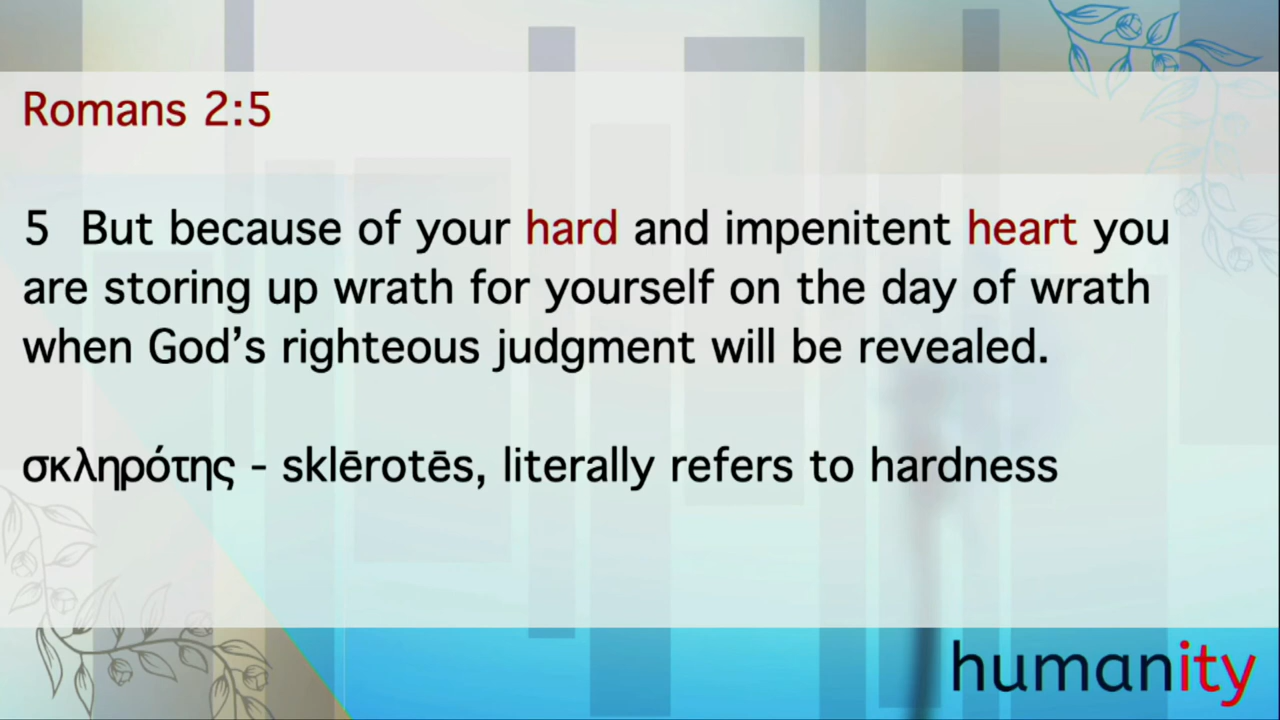 Romans 2:5
5 But because of your hard and impenitent heart you
are storing up wrath for yourself on the day of wrath
when God’s righteous judgment will be revealed.
σκληρότης - sklērotēs, literally refers to hardness
humanity